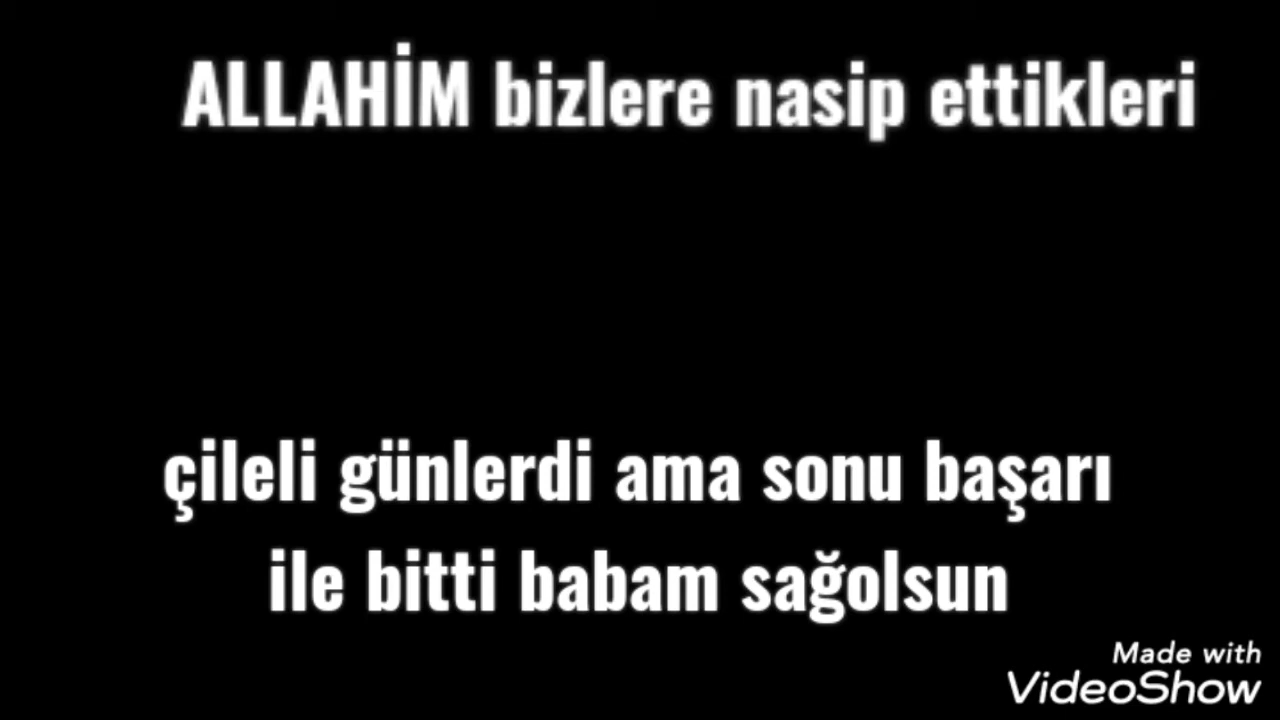 ALLAHİM bizlere nasip ettikleri
çileli günlerdi ama sonu başarı
ile bitti babam sağolsun
Made with
VideoShow